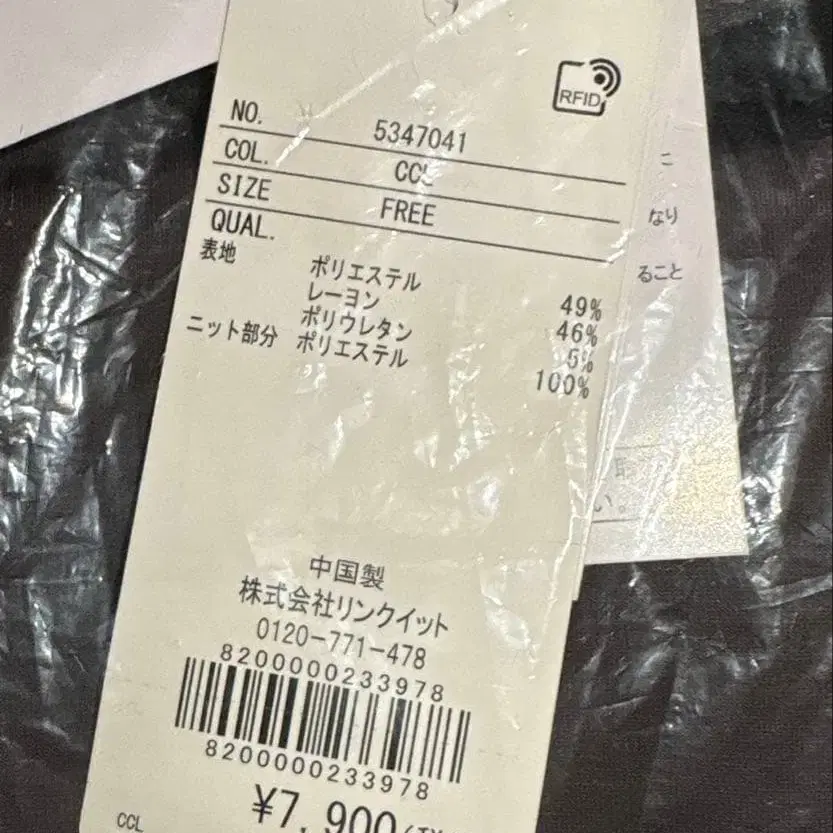 RFID
NO. 5347041
COL. CCL
SIZE FREE
QUAL.
表地 ポリエステル 49%
レーヨン 46%
ポリウレタン 5%
ニット部分 ポリエステル 100%
中国製
株式会社リンクイット
0120-771-478
8200000233978
8200000233978
¥7,900
CCL
なり
ること
い。